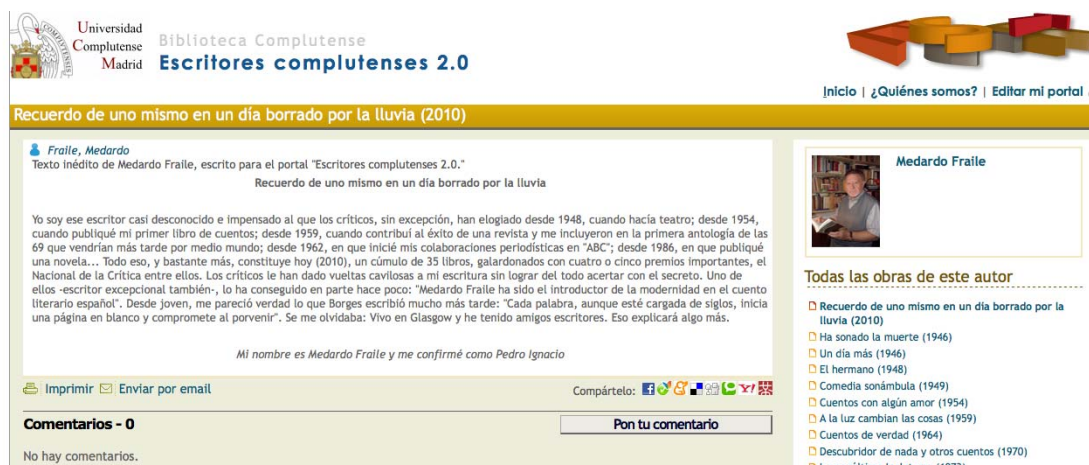 Universidad
Complutense
Madrid
Biblioteca Complutense
Escritores complutenses 2.0
Inicio | ¿Quiénes somos? | Editar mi portal
Recuerdo de uno mismo en un día borrado por la lluvia (2010)
Fraile, Medardo
Texto inédito de Medardo Fraile, escrito para el portal "Escritores complutenses 2.0."
Recuerdo de uno mismo en un día borrado por la lluvia
Yo soy ese escritor casi desconocido e impensado al que los críticos, sin excepción, han elogiado desde 1948, cuando hacía teatro; desde 1954,
cuando publiqué mi primer libro de cuentos; desde 1959, cuando contribuí al éxito de una revista y me incluyeron en la primera antología de las
69 que vendrían más tarde por medio mundo; desde 1962, en que inicié mis colaboraciones periodísticas en "ABC"; desde 1986, en que publiqué
una novela... Todo eso, y bastante más, constituye hoy (2010), un cúmulo de 35 libros, galardonados con cuatro o cinco premios importantes, el
Nacional de la Crítica entre ellos. Los críticos le han dado vueltas cavilosas a mi escritura sin lograr del todo acertar con el secreto. Uno de
ellos -escritor excepcional también-, lo ha conseguido en parte hace poco: "Medardo Fraile ha sido el introductor de la modernidad en el cuento
literario español". Desde joven, me pareció verdad lo que Borges escribió mucho más tarde: "Cada palabra, aunque esté cargada de siglos, inicia
una página en blanco y compromete al porvenir". Se me olvidaba: Vivo en Glasgow y he tenido amigos escritores. Eso explicará algo más.
Mi nombre es Medardo Fraile y me confirmé como Pedro Ignacio
Imprimir Enviar por email
Compártelo:
Comentarios - 0
Pon tu comentario
No hay comentarios.
Medardo Fraile
Todas las obras de este autor
Recuerdo de uno mismo en un dia borrado por la
lluvia (2010)
Ha sonado la muerte (1946)
Un día más (1946)
El hermano (1948)
Comedia sonámbula (1949)
Cuentos con algún amor (1954)
A la luz cambian las cosas (1959)
Cuentos de verdad (1964)
Descubridor de nada y otros cuentos (1970)